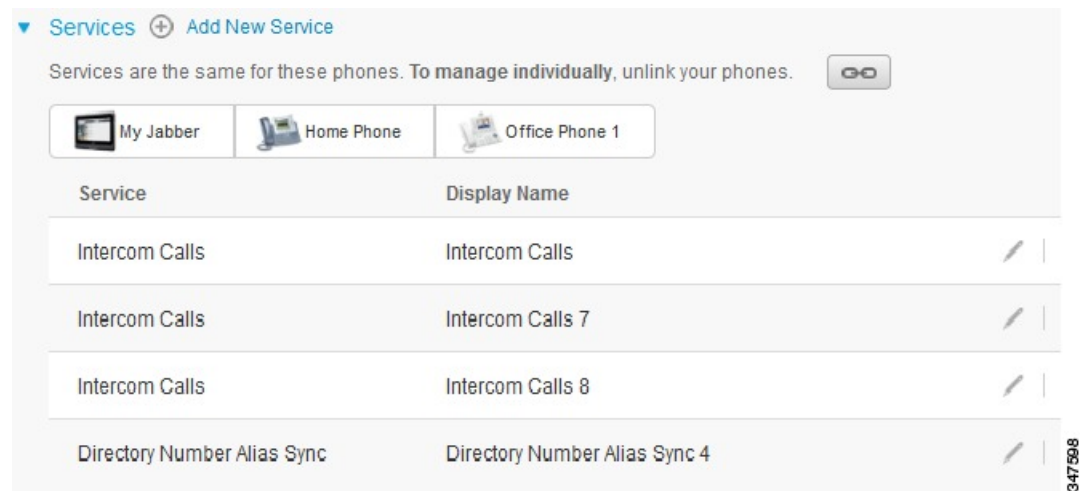 Services Add New Service
Services are the same for these phones. To manage individually, unlink your phones.
My Jabber Home Phone Office Phone 1
Service Display Name
Intercom Calls Intercom Calls
Intercom Calls Intercom Calls 7
Intercom Calls Intercom Calls 8
Directory Number Alias Sync Directory Number Alias Sync 4
347598